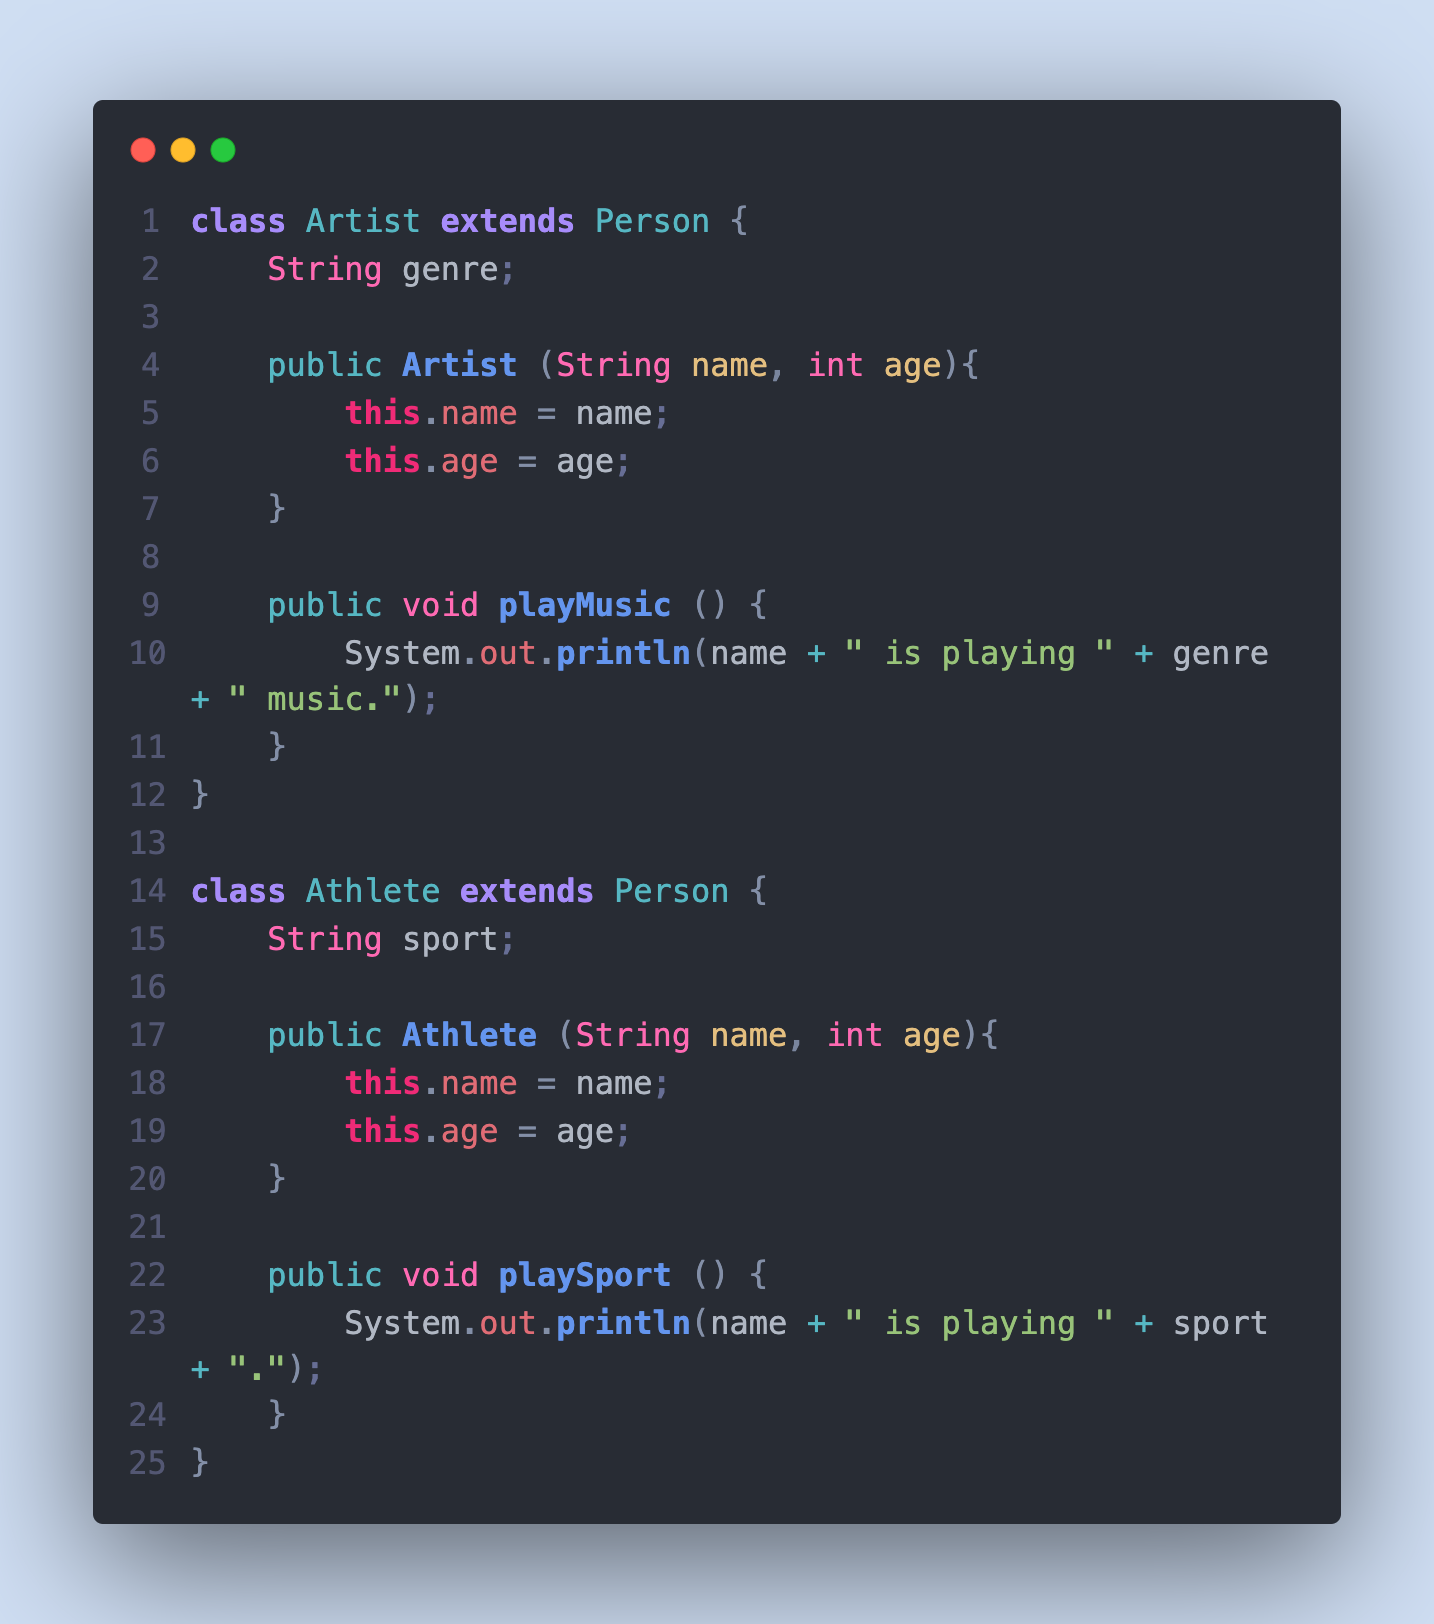 1 class Artist extends Person {
2     String genre;
3
4     public Artist (String name, int age){
5         this.name = name;
6         this.age = age;
7     }
8
9     public void playMusic () {
10         System.out.println(name + " is playing " + genre
+ " music.");
11     }
12 }
13
14 class Athlete extends Person {
15     String sport;
16
17     public Athlete (String name, int age){
18         this.name = name;
19         this.age = age;
20     }
21
22     public void playSport () {
23         System.out.println(name + " is playing " + sport
+ ".");
24     }
25 }